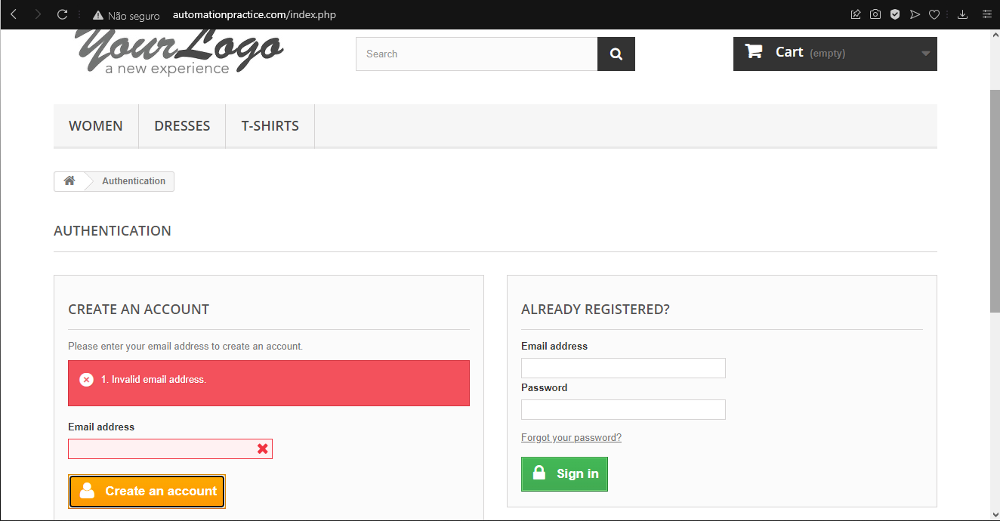 Não seguro automationpractice.com/index.php
YourLogo
a new experience
Search
Cart (empty)
WOMEN DRESSES T-SHIRTS
Authentication
AUTHENTICATION
CREATE AN ACCOUNT
Please enter your email address to create an account.
1. Invalid email address.
Email address
Create an account
ALREADY REGISTERED?
Email address
Password
Forgot your password?
Sign in